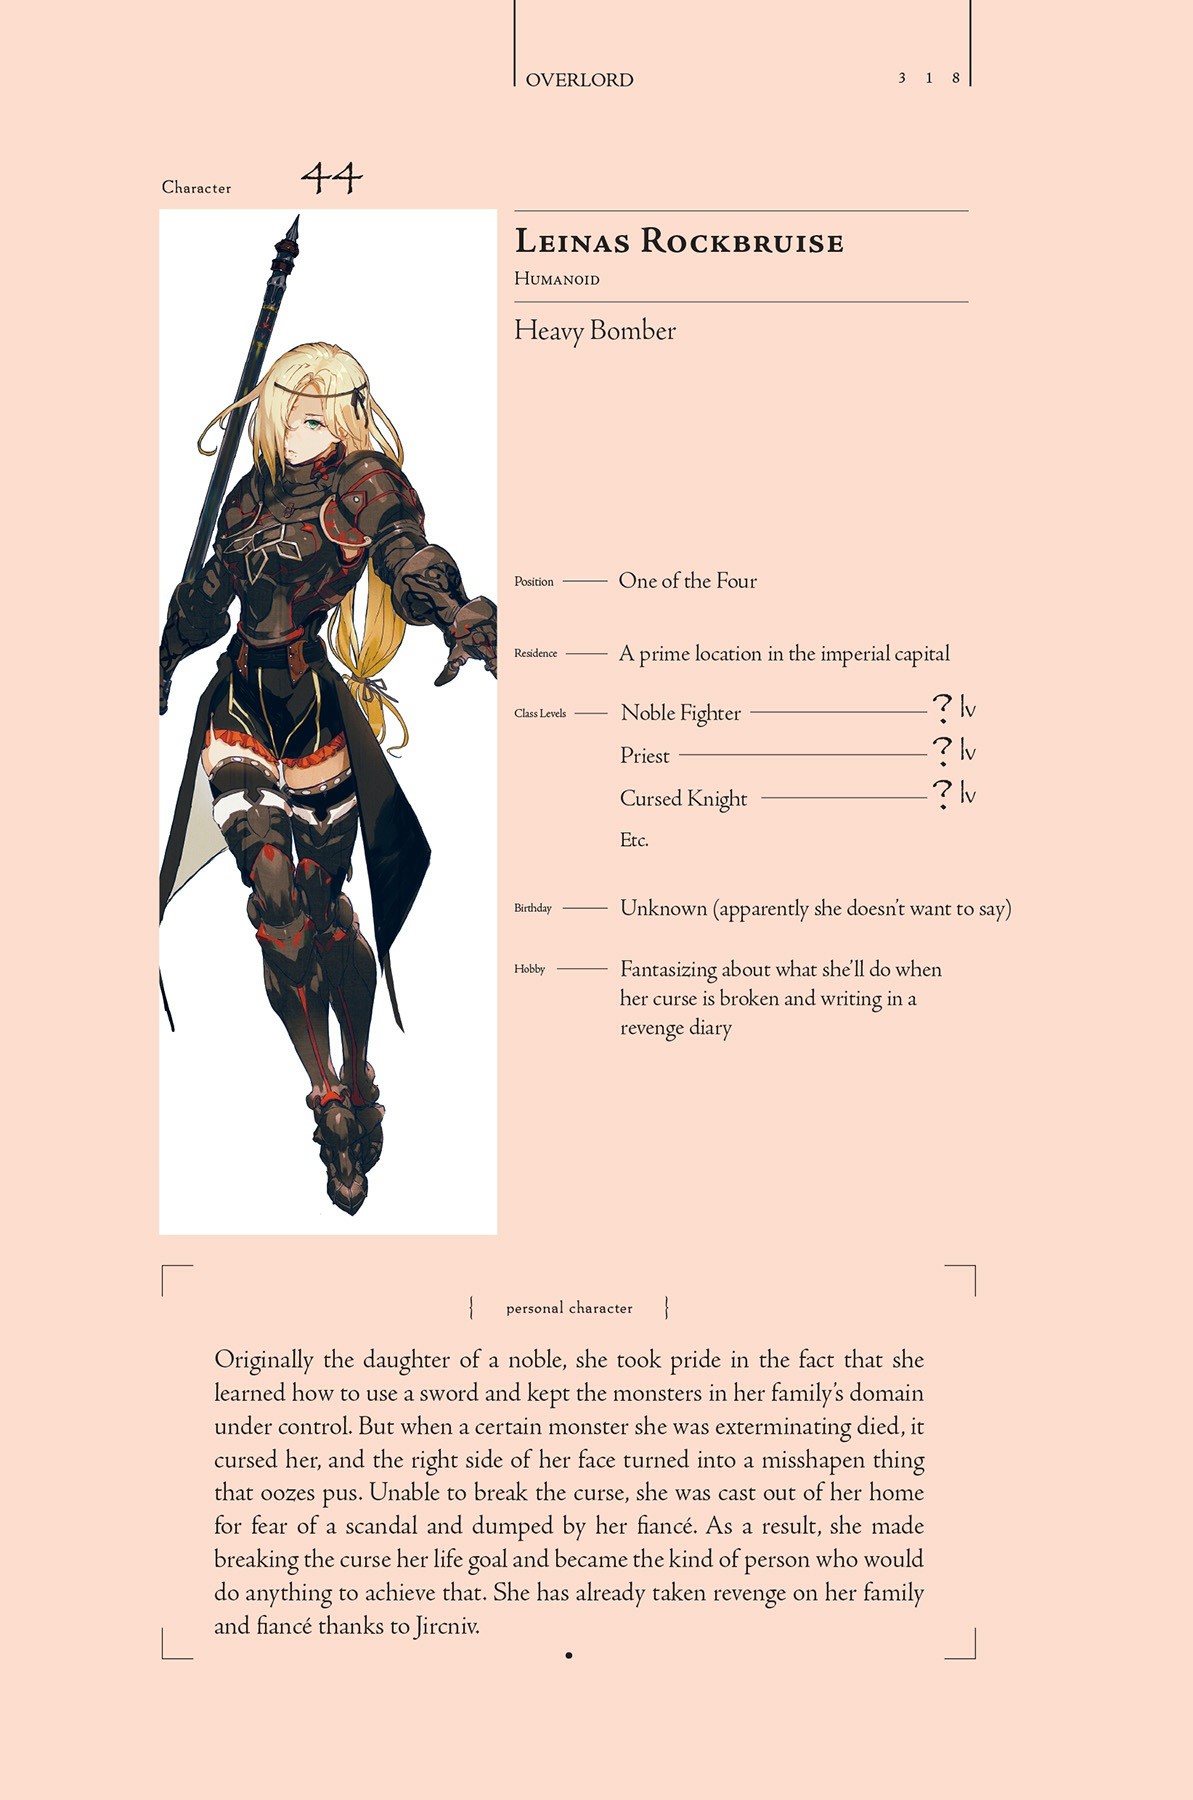 OVERLORD
3 1 8
Character 44
Leinas Rockbruise
Humanoid
Heavy Bomber
Position One of the Four
Residence A prime location in the imperial capital
Class Levels Noble Fighter ? lv
Priest ? lv
Cursed Knight ? lv
Etc.
Birthday Unknown (apparently she doesn't want to say)
Hobby Fantasizing about what she'll do when
her curse is broken and writing in a
revenge diary
{ personal character }
Originally the daughter of a noble, she took pride in the fact that she
learned how to use a sword and kept the monsters in her family's domain
under control. But when a certain monster she was exterminating died, it
cursed her, and the right side of her face turned into a misshapen thing
that oozes pus. Unable to break the curse, she was cast out of her home
for fear of a scandal and dumped by her fiancé. As a result, she made
breaking the curse her life goal and became the kind of person who would
do anything to achieve that. She has already taken revenge on her family
and fiancé thanks to Jircniv.